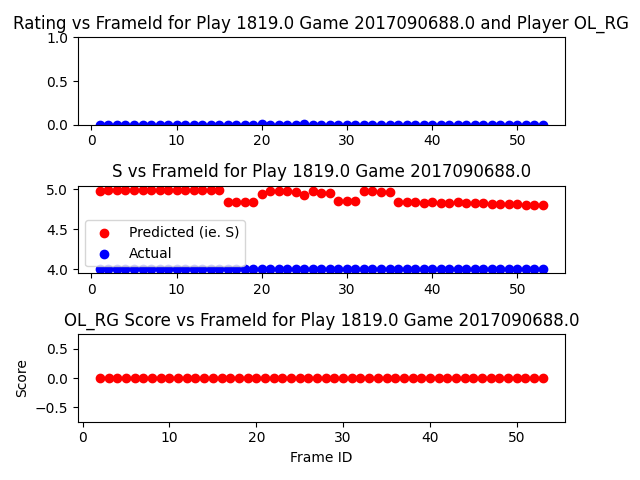 Rating vs FrameId for Play 1819.0 Game 2017090688.0 and Player OL_RG
1.0
0.5
0.0
0 10 20 30 40 50
S vs FrameId for Play 1819.0 Game 2017090688.0
5.0
4.5
4.0
Predicted (ie. S)
Actual
0 10 20 30 40 50
OL_RG Score vs FrameId for Play 1819.0 Game 2017090688.0
Score
0.5
0.0
−0.5
0 10 20 30 40 50
Frame ID